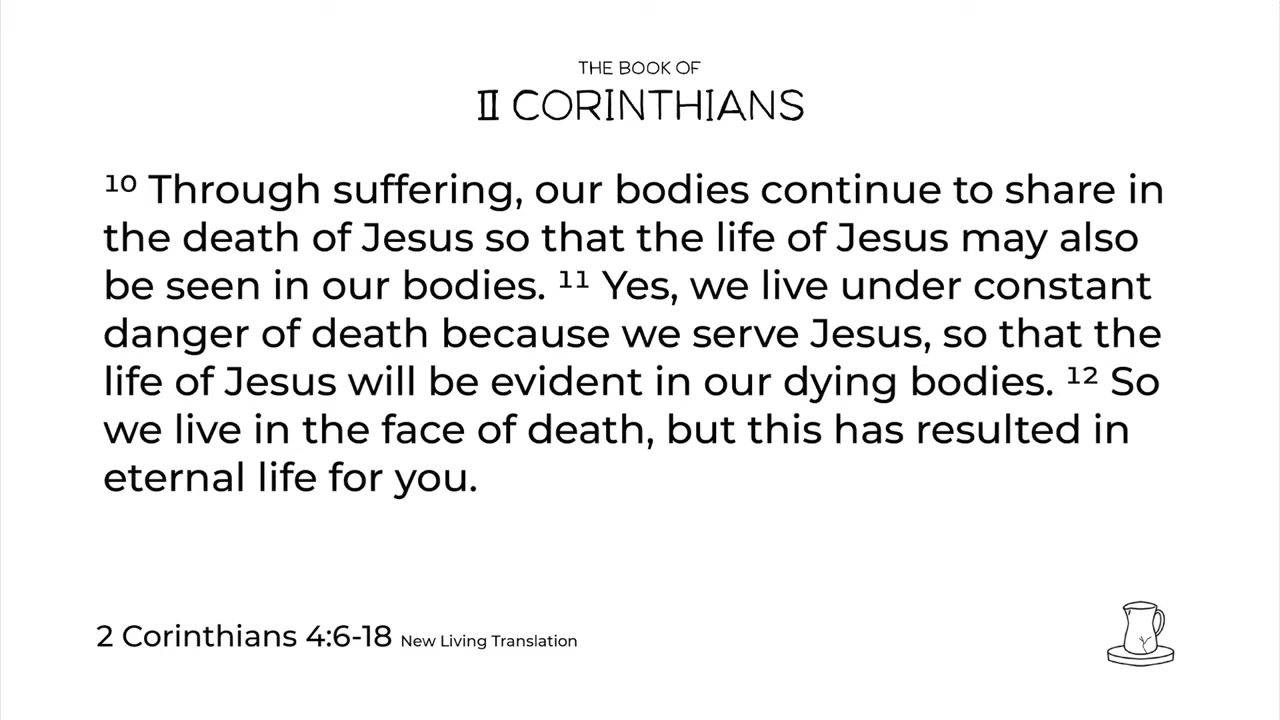 THE BOOK OF
II CORINTHIANS
¹⁰ Through suffering, our bodies continue to share in
the death of Jesus so that the life of Jesus may also
be seen in our bodies. ¹¹ Yes, we live under constant
danger of death because we serve Jesus, so that the
life of Jesus will be evident in our dying bodies. ¹² So
we live in the face of death, but this has resulted in
eternal life for you.
2 Corinthians 4:6-18 New Living Translation